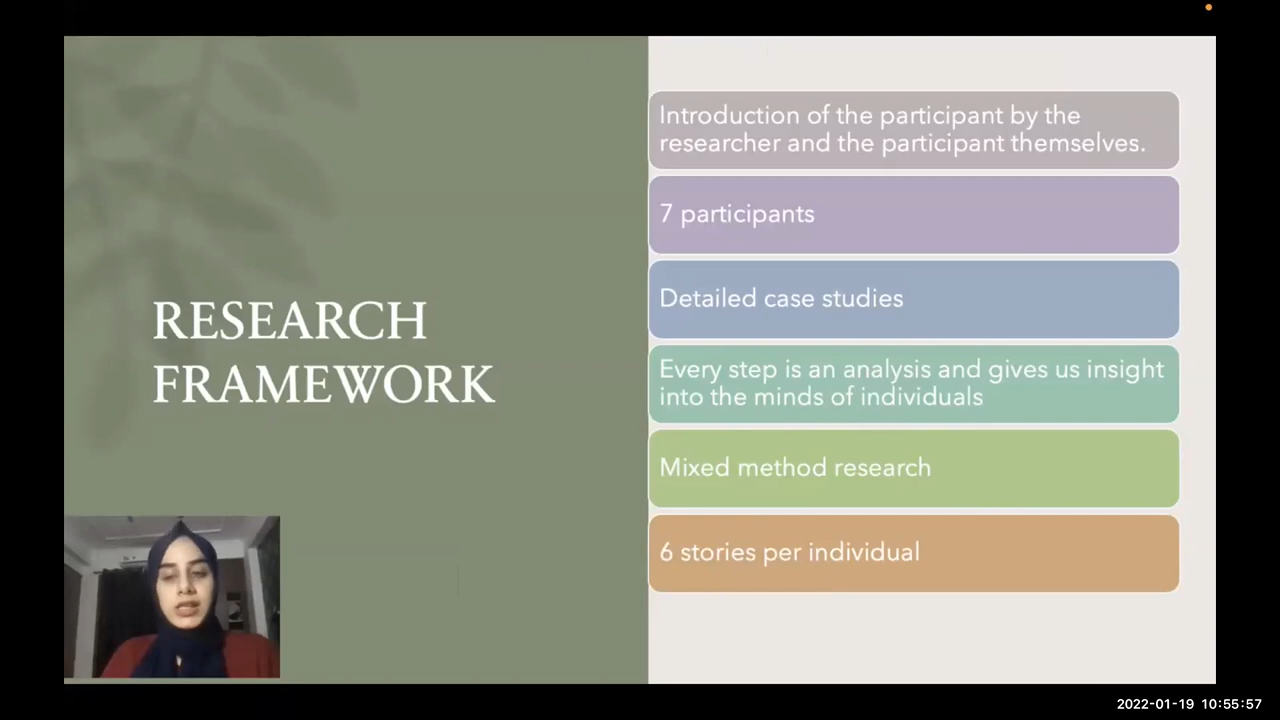 RESEARCH
FRAMEWORK
Introduction of the participant by the
researcher and the participant themselves.
7 participants
Detailed case studies
Every step is an analysis and gives us insight
into the minds of individuals
Mixed method research
6 stories per individual
2022-01-19 10:55:57